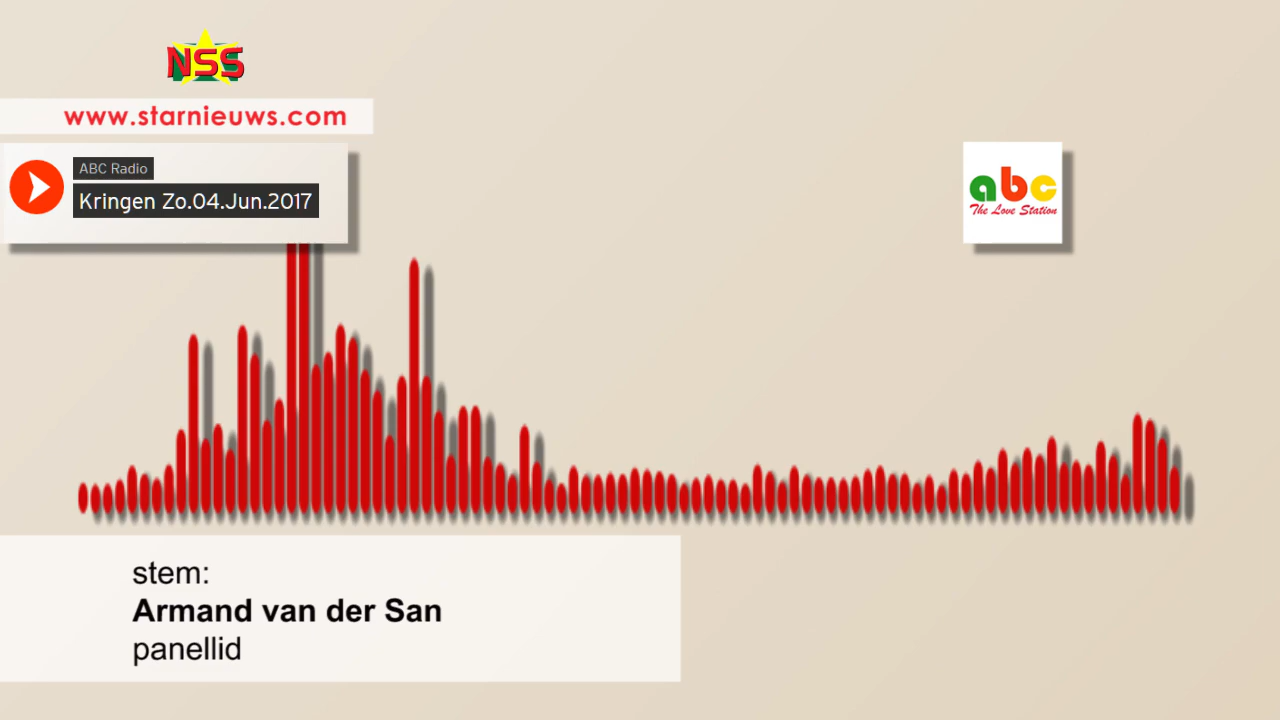 NSS
www.starnieuws.com
ABC Radio
Kringen Zo.04.Jun.2017
abc
The Love Station
stem:
Armand van der San
panellid